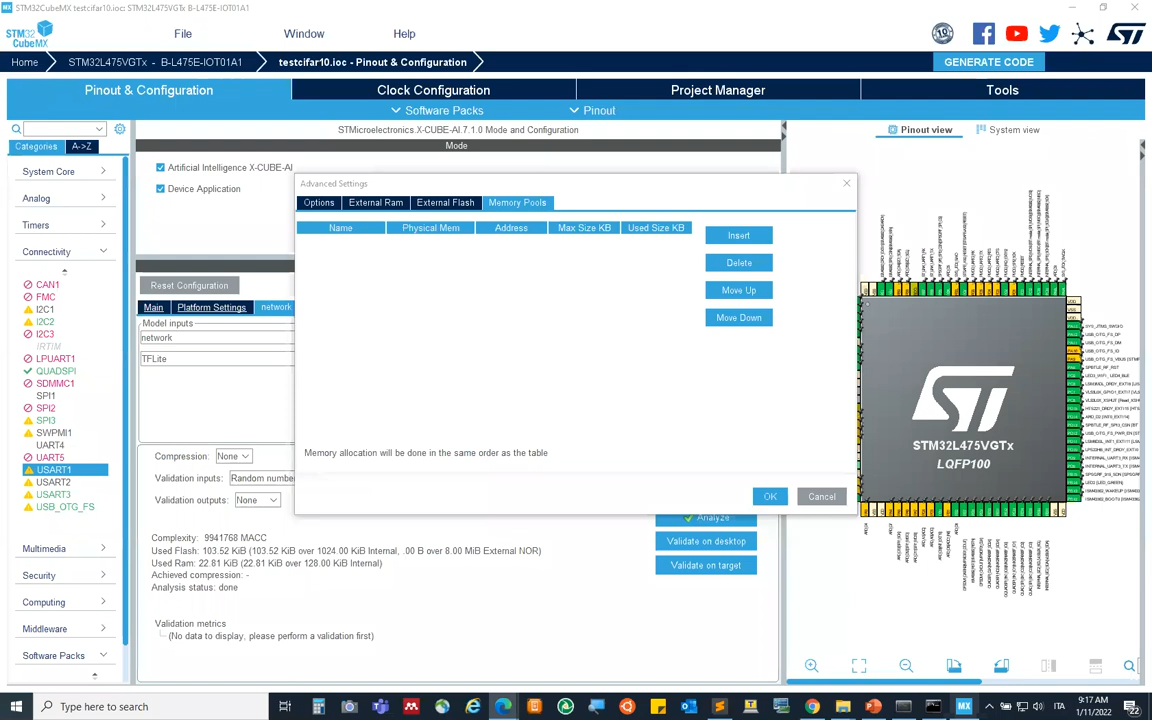 STM32CubeMX testcifar10.ioc: STM32L475VGTx B-L475E-IOT01A1
STM32
CubeMX
File
Window
Help
Home
STM32L475VGTx - B-L475E-IOT01A1
testcifar10.ioc - Pinout & Configuration
GENERATE CODE
Pinout & Configuration
Clock Configuration
Project Manager
Tools
Software Packs
Pinout
STMicroelectronics.X-CUBE-AI.7.1.0 Mode and Configuration
Mode
Categories
A->Z
System Core
Analog
Timers
Connectivity
CAN1
FMC
I2C1
I2C2
I2C3
IRTIM
LPUART1
QUADSPI
SDMMC1
SPI1
SPI2
SPI3
SWPMI1
UART4
UART5
USART1
USART2
USART3
USB_OTG_FS
Multimedia
Security
Computing
Middleware
Software Packs
Artificial Intelligence X-CUBE-AI
Device Application
Reset Configuration
Main
Platform Settings
network
Model inputs
network
TFLite
Compression:
None
Validation inputs:
Random number
Validation outputs:
None
Advanced Settings
Options
External Ram
External Flash
Memory Pools
Name
Physical Mem
Address
Max Size KB
Used Size KB
Insert
Delete
Move Up
Move Down
Memory allocation will be done in the same order as the table
OK
Cancel
Analyze
Validate on desktop
Validate on target
Complexity: 9941768 MACC
Used Flash: 103.52 KiB (103.52 KiB over 1024.00 KiB Internal, .00 B over 8.00 MiB External NOR)
Used Ram: 22.81 KiB (22.81 KiB over 128.00 KiB Internal)
Achieved compression: -
Analysis status: done
Validation metrics
(No data to display, please perform a validation first)
Pinout view
System view
STM32L475VGTx
LQFP100
Type here to search
ITA
9:17 AM
1/11/2022
22